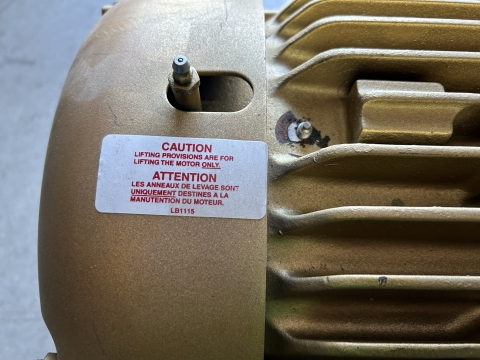 CAUTION
LIFTING PROVISIONS ARE FOR
LIFTING THE MOTOR ONLY.
ATTENTION
LES ANNEAUX DE LEVAGE SONT
UNIQUEMENT DESTINES A LA
MANUTENTION DU MOTEUR.
LB1115